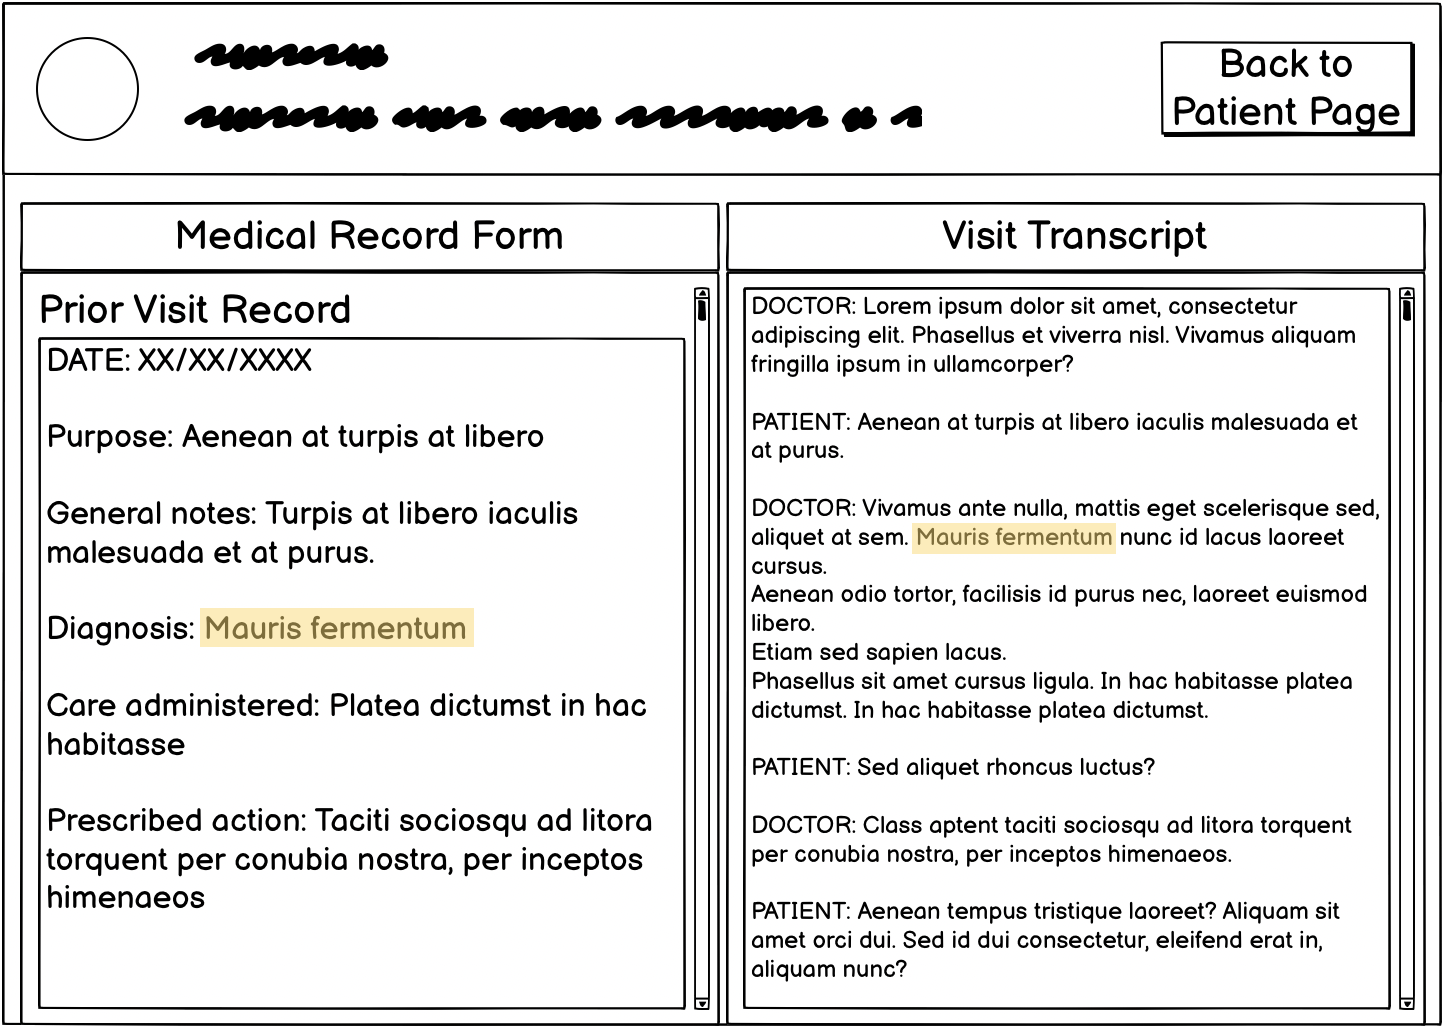 Back to
Patient Page
Medical Record Form
Prior Visit Record
DATE: XX/XX/XXXX
Purpose: Aenean at turpis at libero
General notes: Turpis at libero iaculis
malesuada et at purus.
Diagnosis: Mauris fermentum
Care administered: Platea dictumst in hac
habitasse
Prescribed action: Taciti sociosqu ad litora
torquent per conubia nostra, per inceptos
himenaeos
Visit Transcript
DOCTOR: Lorem ipsum dolor sit amet, consectetur
adipiscing elit. Phasellus et viverra nisl. Vivamus aliquam
fringilla ipsum in ullamcorper?
PATIENT: Aenean at turpis at libero iaculis malesuada et
at purus.
DOCTOR: Vivamus ante nulla, mattis eget scelerisque sed,
aliquet at sem. Mauris fermentum nunc id lacus laoreet
cursus.
Aenean odio tortor, facilisis id purus nec, laoreet euismod
libero.
Etiam sed sapien lacus.
Phasellus sit amet cursus ligula. In hac habitasse platea
dictumst. In hac habitasse platea dictumst.
PATIENT: Sed aliquet rhoncus luctus?
DOCTOR: Class aptent taciti sociosqu ad litora torquent
per conubia nostra, per inceptos himenaeos.
PATIENT: Aenean tempus tristique laoreet? Aliquam sit
amet orci dui. Sed id dui consectetur, eleifend erat in,
aliquam nunc?